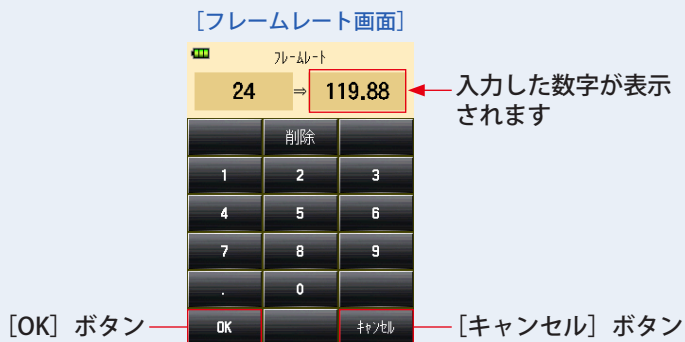 ［フレームレート画面］
フレームレート
24 ⇒ 119.88
入力した数字が表示
されます
削除
1 2 3
4 5 6
7 8 9
. 0
［OK］ボタン OK キャンセル ［キャンセル］ボタン